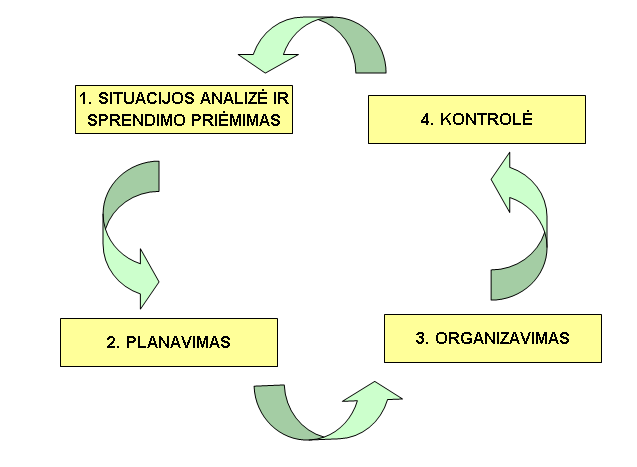 1. SITUACIJOS ANALIZĖ IR
SPRENDIMO PRIĖMIMAS
4. KONTROLĖ
2. PLANAVIMAS
3. ORGANIZAVIMAS